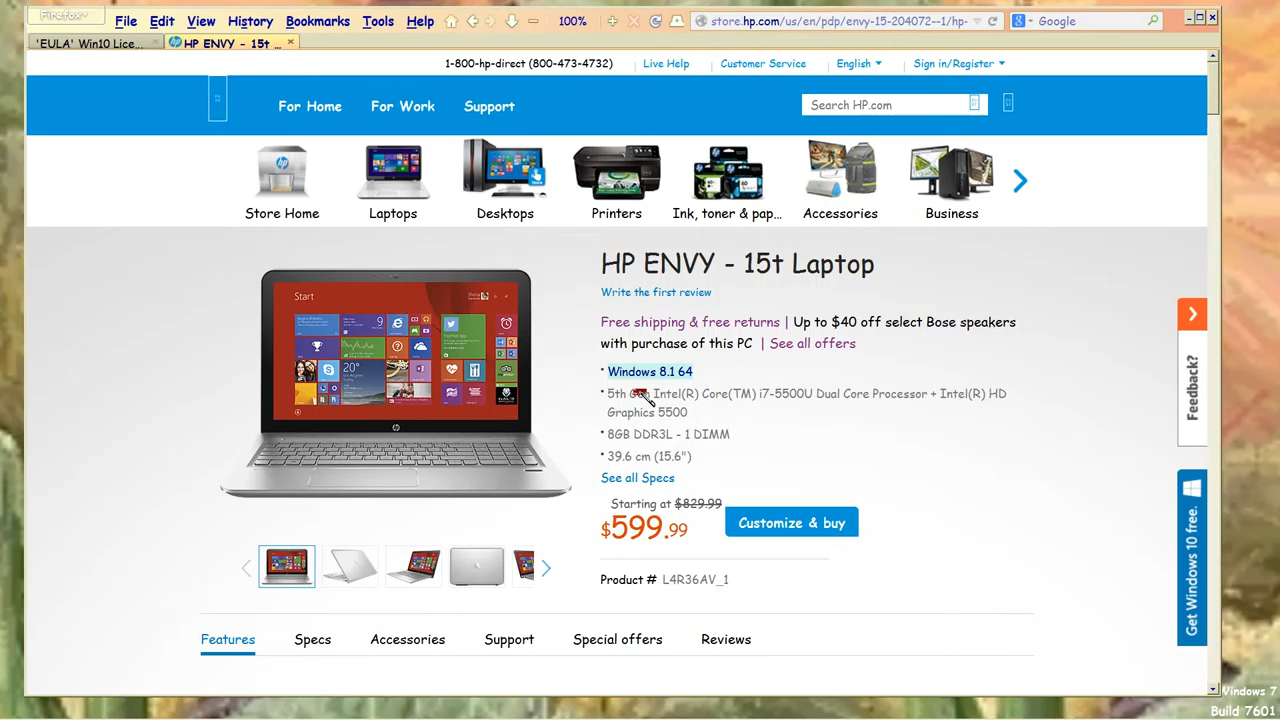 Firefox
File Edit View History Bookmarks Tools Help 100% store.hp.com/us/en/pdp/envy-15-204072--1/hp- Google
'EULA' Win10 Lice... HP ENVY - 15t ...
1-800-hp-direct (800-473-4732) Live Help Customer Service English Sign in/Register
For Home For Work Support Search HP.com
Store Home Laptops Desktops Printers Ink, toner & pap... Accessories Business
HP ENVY - 15t Laptop
Write the first review
Free shipping & free returns | Up to $40 off select Bose speakers
with purchase of this PC | See all offers
Windows 8.1 64
5th Gen Intel(R) Core(TM) i7-5500U Dual Core Processor + Intel(R) HD
Graphics 5500
8GB DDR3L - 1 DIMM
39.6 cm (15.6")
See all Specs
Starting at $829.99
$599.99 Customize & buy
Product # L4R36AV_1
Features Specs Accessories Support Special offers Reviews
Start
Feedback?
Get Windows 10 free.
Windows 7
Build 7601